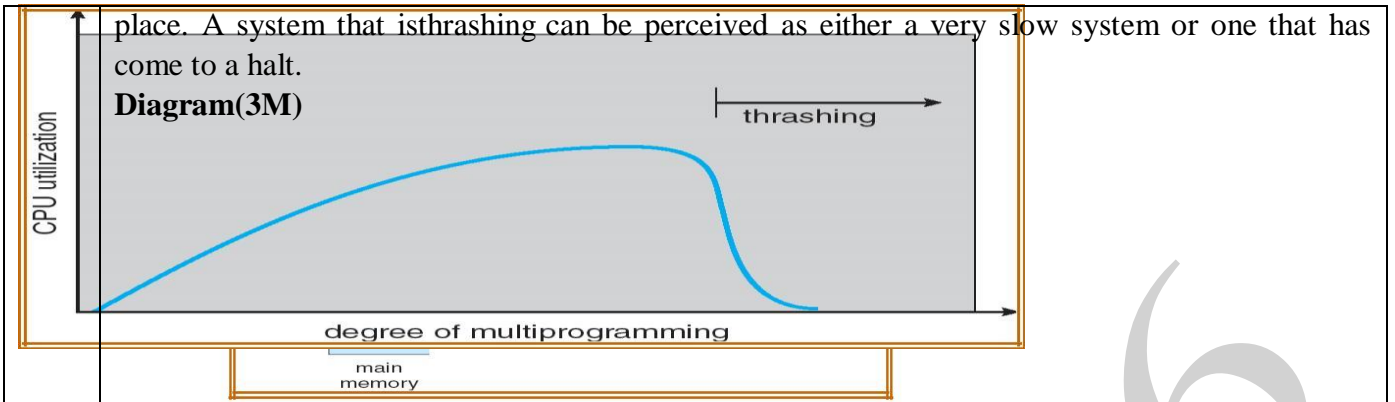 place. A system that isthrashing can be perceived as either a very slow system or one that has
come to a halt.
Diagram(3M)
thrashing
CPU utilization
degree of multiprogramming
main
memory